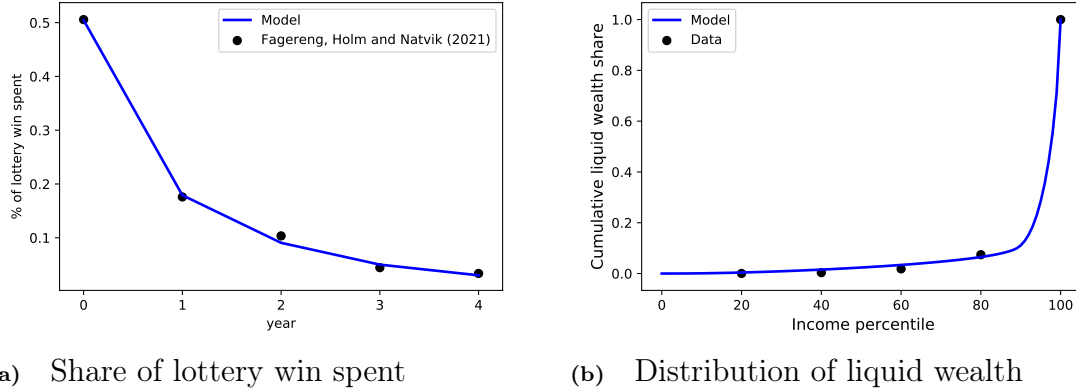 0.5
0.4
0.3
0.2
0.1
% of lottery win spent
Model
Fagereng, Holm and Natvik (2021)
0 1 2 3 4
year
1.0
0.8
0.6
0.4
0.2
0.0
Cumulative liquid wealth share
Model
Data
0 20 40 60 80 100
Income percentile
a) Share of lottery win spent
(b) Distribution of liquid wealth